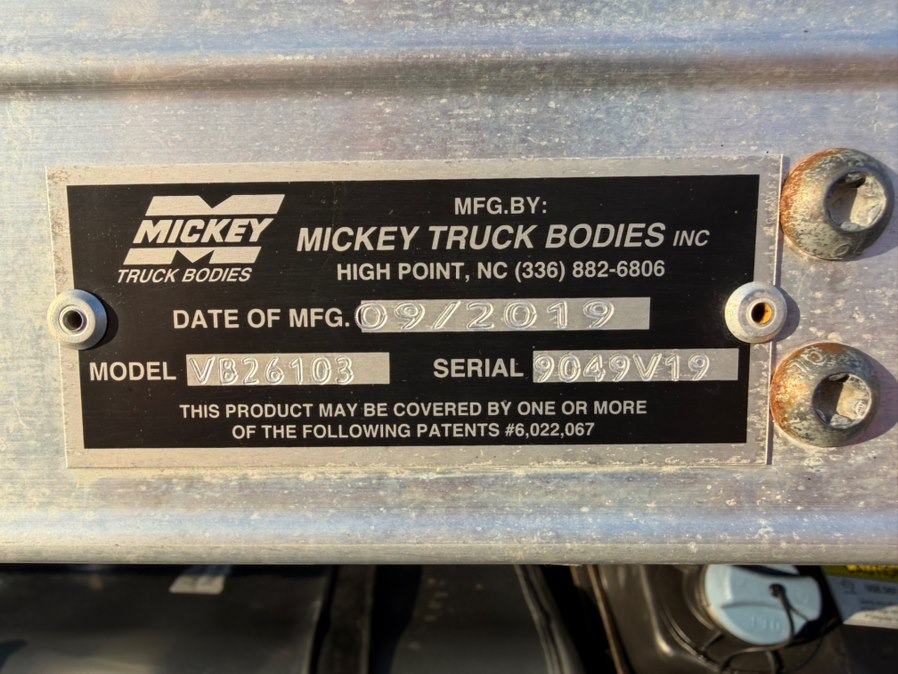 MICKEY
TRUCK BODIES
MFG.BY:
MICKEY TRUCK BODIES INC
HIGH POINT, NC (336) 882-6806
DATE OF MFG. 09/2019
MODEL VB26103
SERIAL 9049V19
THIS PRODUCT MAY BE COVERED BY ONE OR MORE
OF THE FOLLOWING PATENTS #6,022,067